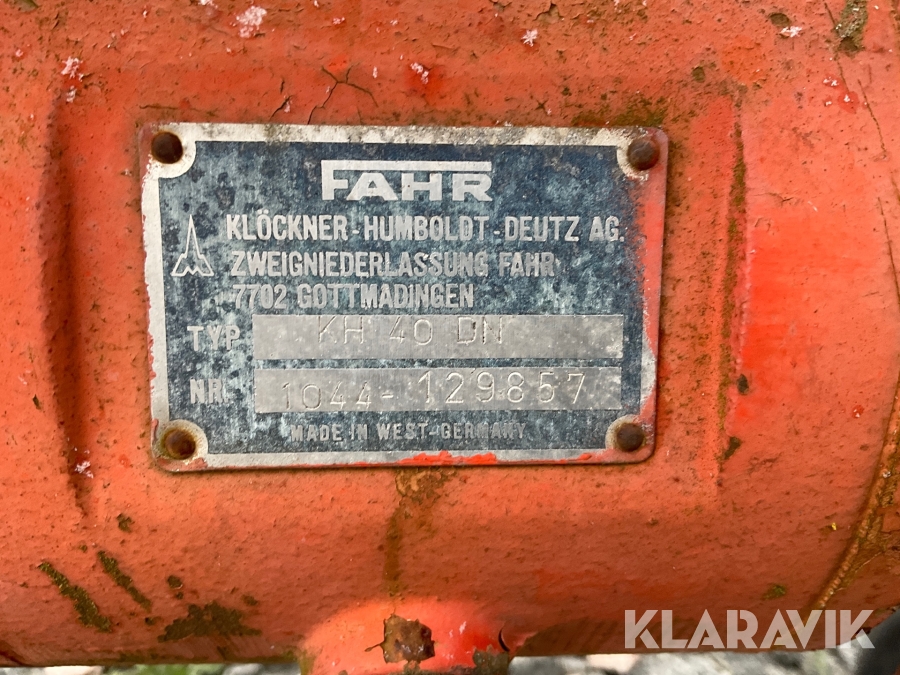 FAHR
KLÖCKNER-HUMBOLDT-DEUTZ AG.
ZWEIGNIEDERLASSUNG FAHR
7702 GOTTMADINGEN
TYP KH 40 DN
NR. 1044-129857
MADE IN WEST-GERMANY
KLARAVIK